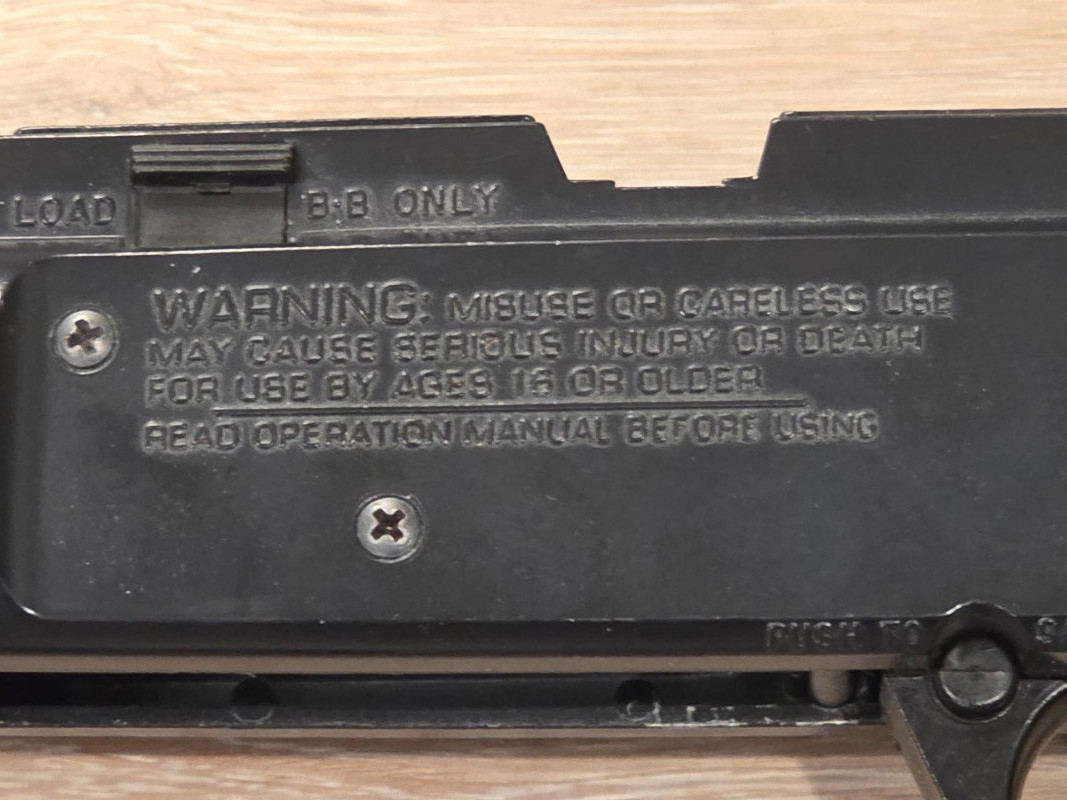 LOAD B·B ONLY
WARNING: MISUSE OR CARELESS USE
MAY CAUSE SERIOUS INJURY OR DEATH
FOR USE BY AGES 16 OR OLDER
READ OPERATION MANUAL BEFORE USING
PUSH TO